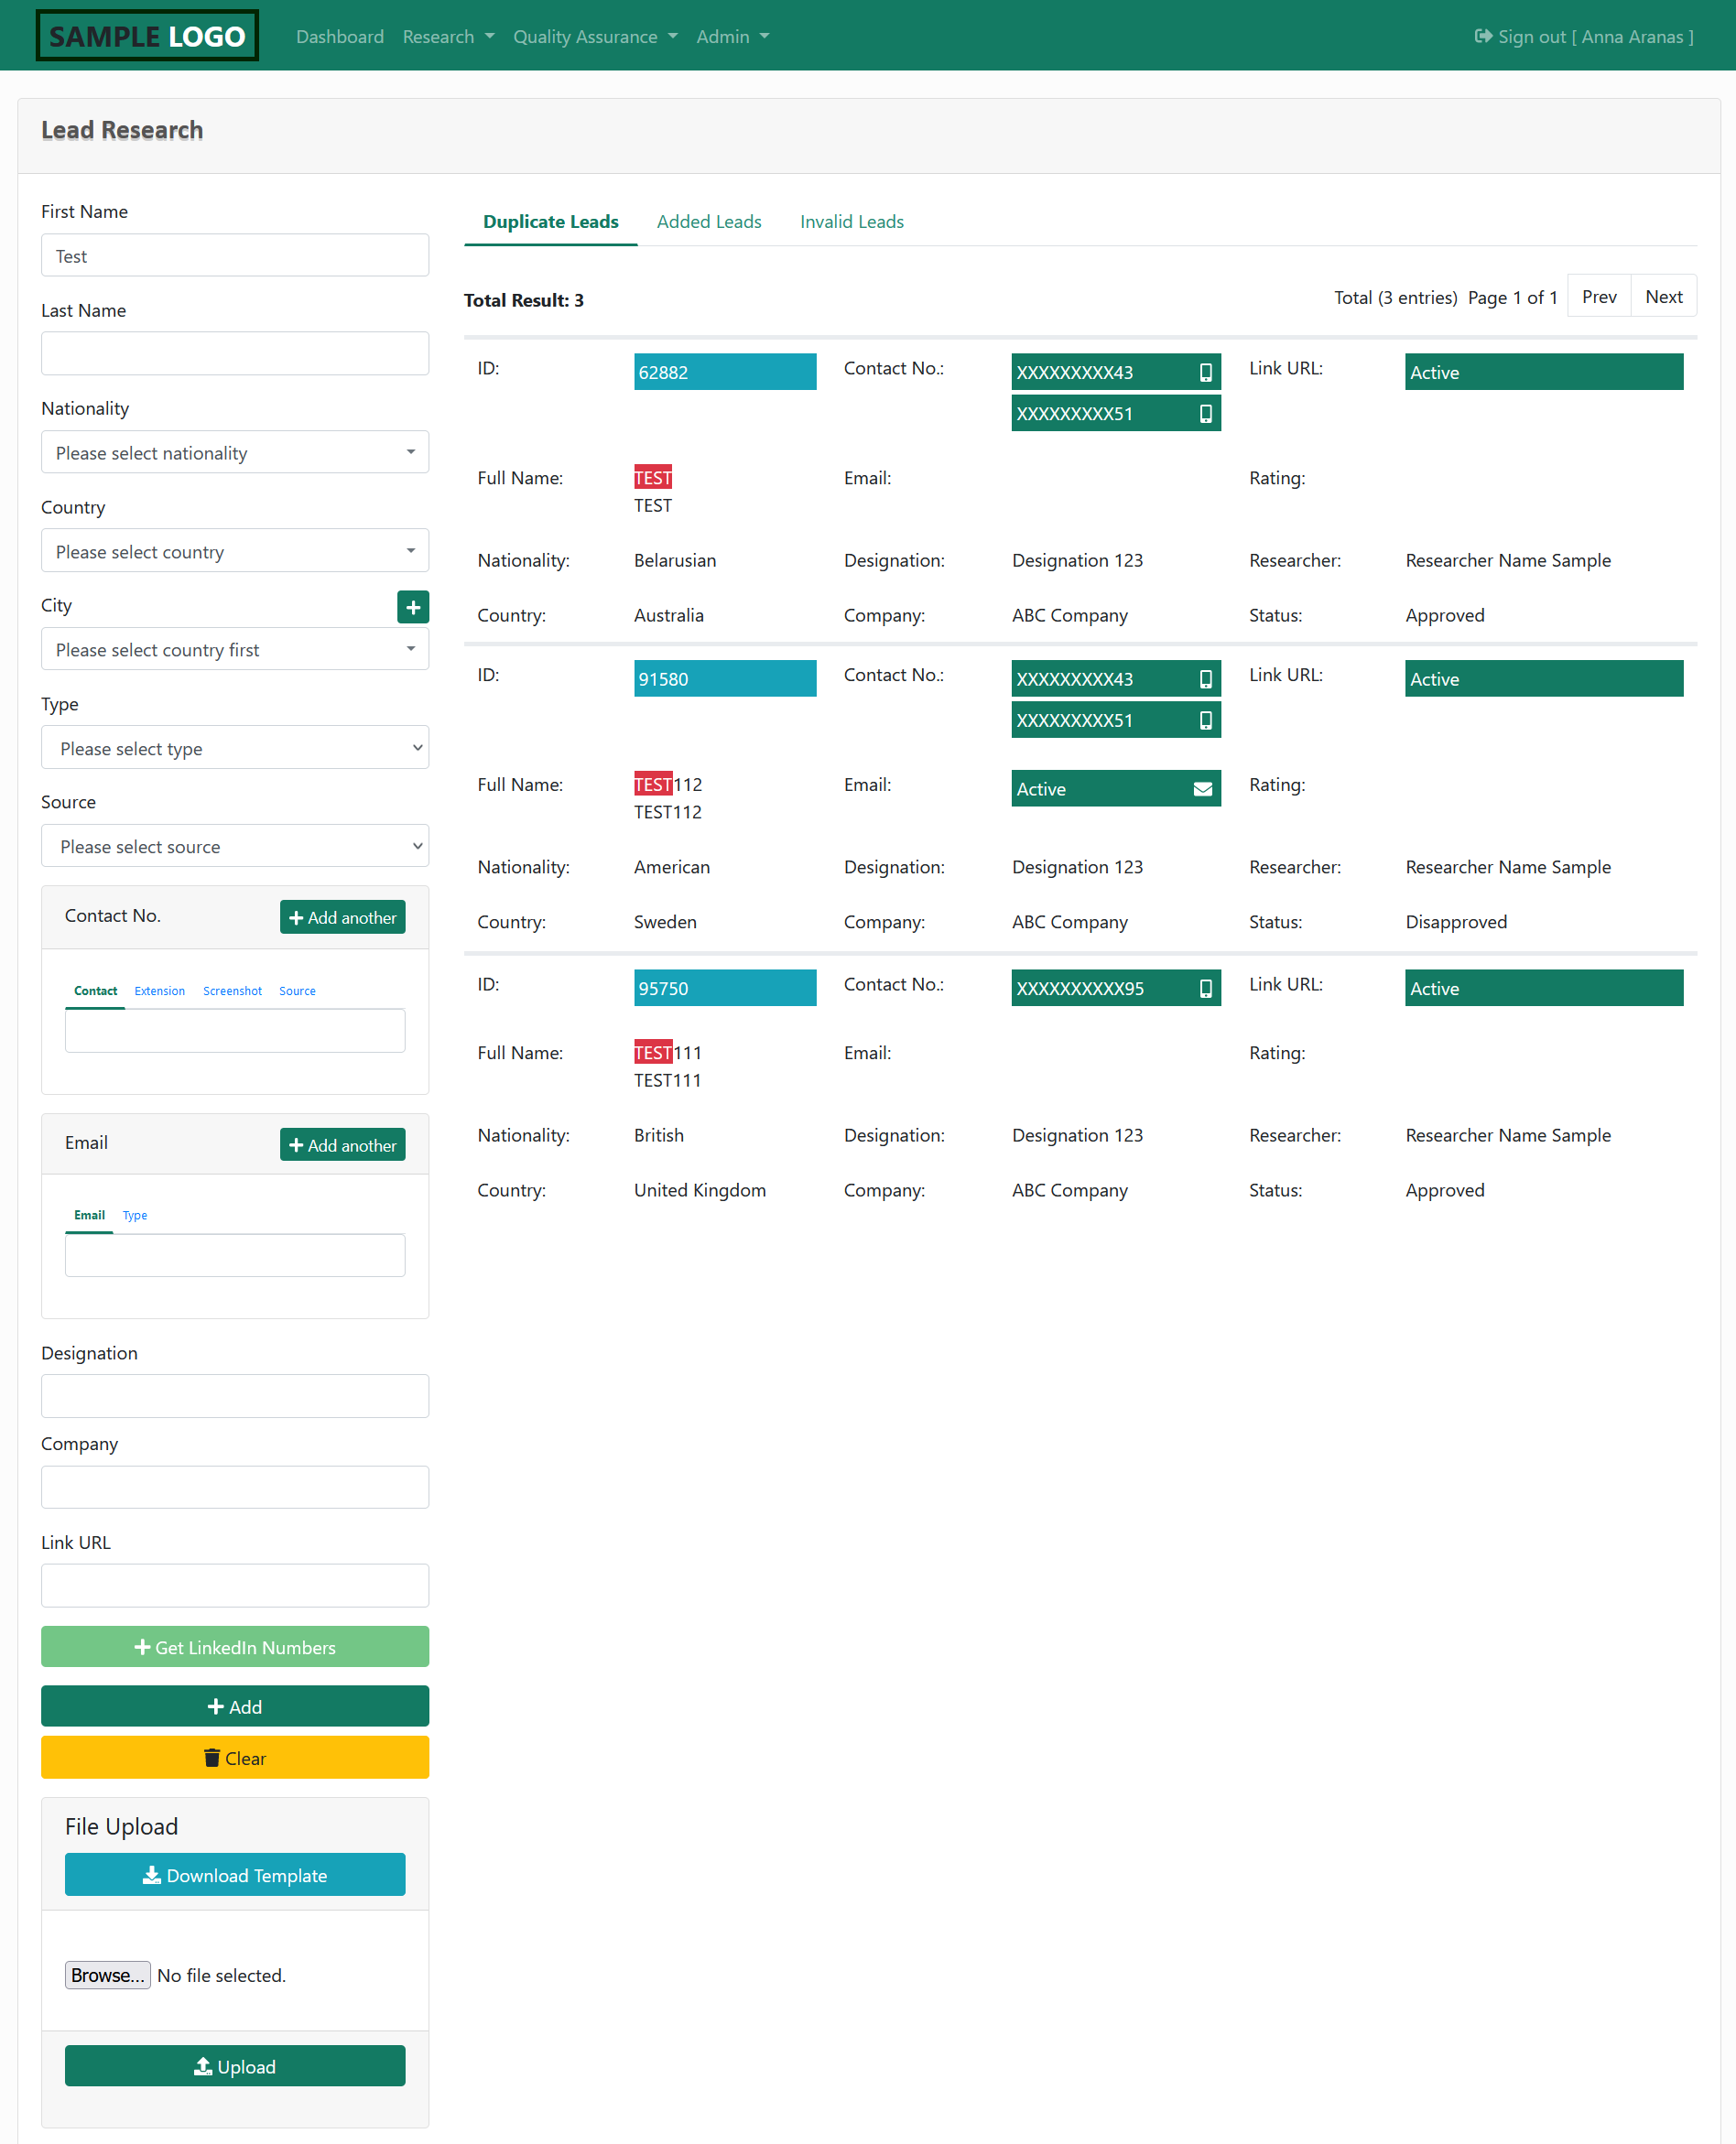 SAMPLE LOGO
Dashboard Research Quality Assurance Admin
Sign out [ Anna Aranas ]
Lead Research
First Name
Test
Last Name
Nationality
Please select nationality
Country
Please select country
City
Please select country first
Type
Please select type
Source
Please select source
Contact No.
Add another
Contact Extension Screenshot Source
Email
Add another
Email Type
Designation
Company
Link URL
Get LinkedIn Numbers
Add
Clear
File Upload
Download Template
Browse... No file selected.
Upload
Duplicate Leads Added Leads Invalid Leads
Total Result: 3
Total (3 entries) Page 1 of 1 Prev Next
ID: 62882 Contact No.: XXXXXXXXX43 Link URL: Active
XXXXXXXXX51
Full Name: TEST Email: Rating:
TEST
Nationality: Belarusian Designation: Designation 123 Researcher: Researcher Name Sample
Country: Australia Company: ABC Company Status: Approved
ID: 91580 Contact No.: XXXXXXXXX43 Link URL: Active
XXXXXXXXX51
Full Name: TEST112 Email: Active Rating:
TEST112
Nationality: American Designation: Designation 123 Researcher: Researcher Name Sample
Country: Sweden Company: ABC Company Status: Disapproved
ID: 95750 Contact No.: XXXXXXXXXX95 Link URL: Active
Full Name: TEST111 Email: Rating:
TEST111
Nationality: British Designation: Designation 123 Researcher: Researcher Name Sample
Country: United Kingdom Company: ABC Company Status: Approved